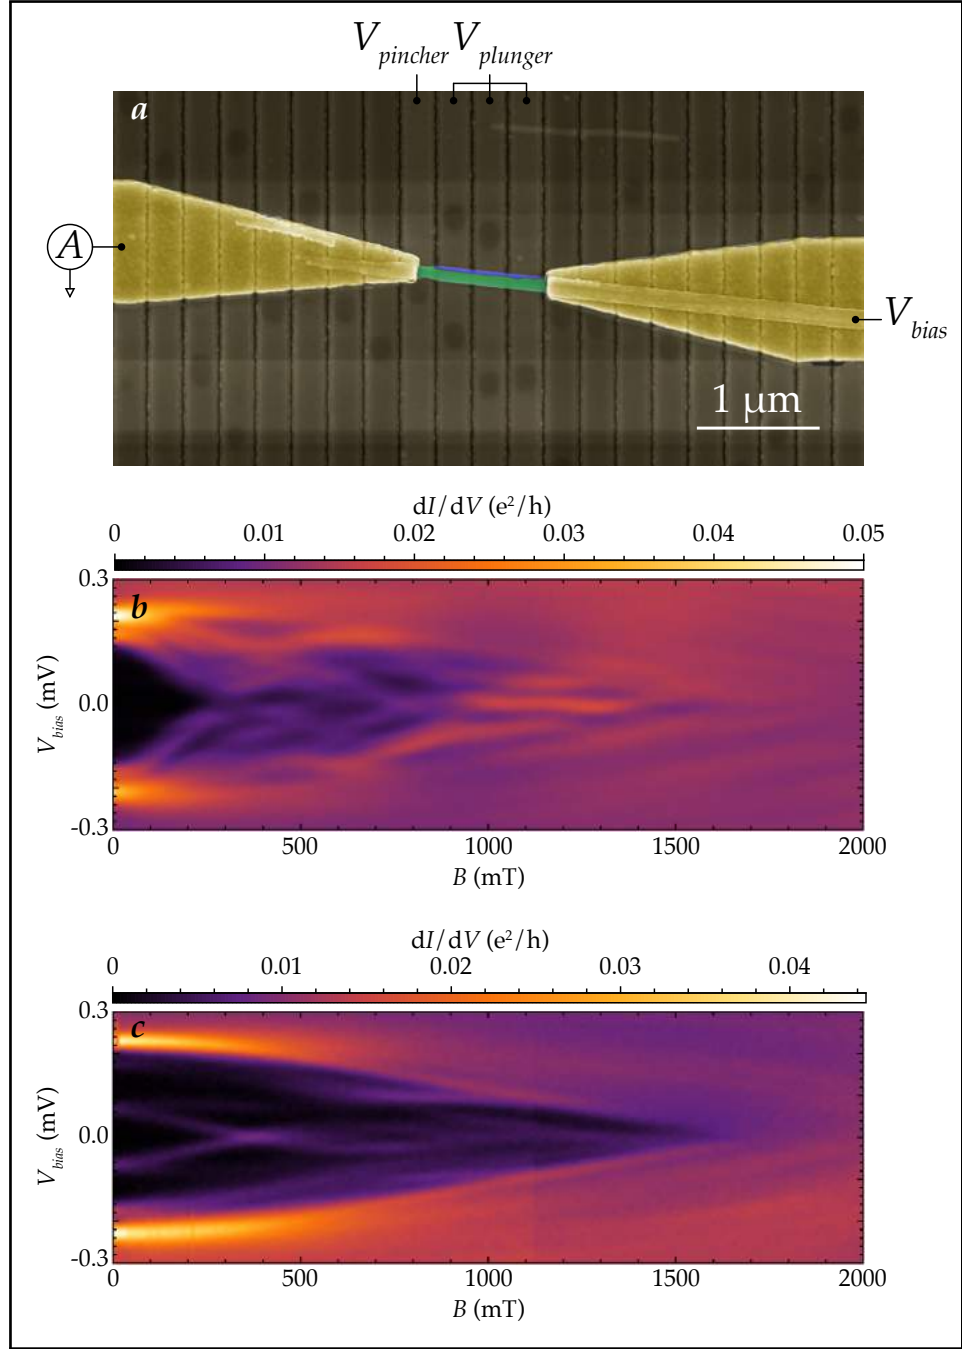 V_pincher V_plunger
a
A
V_bias
1 μm
dI/dV (e²/h)
0 0.01 0.02 0.03 0.04 0.05
b
0.3
0.0
-0.3
V_bias (mV)
0 500 1000 1500 2000
B (mT)
dI/dV (e²/h)
0 0.01 0.02 0.03 0.04
c
0.3
0.0
-0.3
V_bias (mV)
0 500 1000 1500 2000
B (mT)